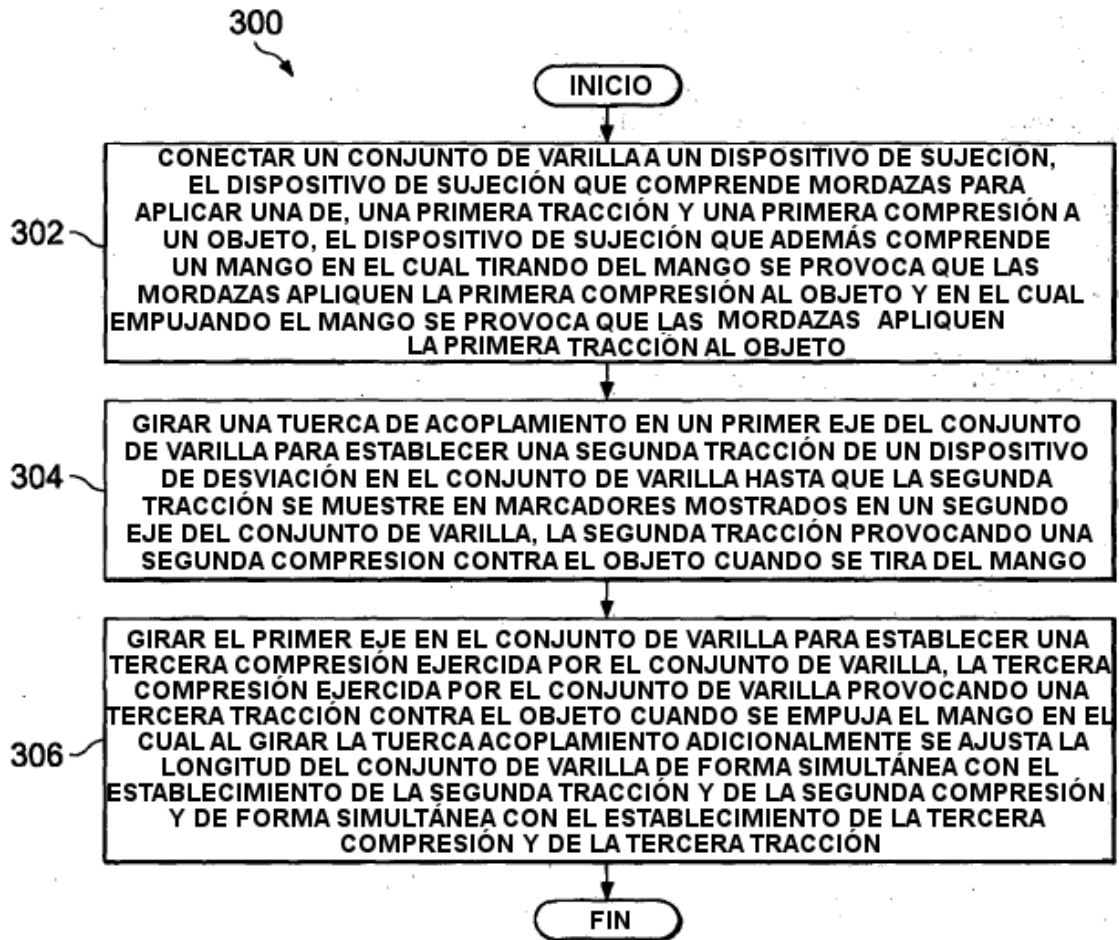 300
INICIO
302
CONECTAR UN CONJUNTO DE VARILLA A UN DISPOSITIVO DE SUJECIÓN,
EL DISPOSITIVO DE SUJECIÓN QUE COMPRENDE MORDAZAS PARA
APLICAR UNA DE, UNA PRIMERA TRACCIÓN Y UNA PRIMERA COMPRESIÓN A
UN OBJETO, EL DISPOSITIVO DE SUJECIÓN QUE ADEMÁS COMPRENDE
UN MANGO EN EL CUAL TIRANDO DEL MANGO SE PROVOCA QUE LAS
MORDAZAS APLIQUEN LA PRIMERA COMPRESIÓN AL OBJETO Y EN EL CUAL
EMPUJANDO EL MANGO SE PROVOCA QUE LAS MORDAZAS APLIQUEN
LA PRIMERA TRACCIÓN AL OBJETO
304
GIRAR UNA TUERCA DE ACOPLAMIENTO EN UN PRIMER EJE DEL CONJUNTO
DE VARILLA PARA ESTABLECER UNA SEGUNDA TRACCIÓN DE UN DISPOSITIVO
DE DESVIACIÓN EN EL CONJUNTO DE VARILLA HASTA QUE LA SEGUNDA
TRACCIÓN SE MUESTRE EN MARCADORES MOSTRADOS EN UN SEGUNDO
EJE DEL CONJUNTO DE VARILLA, LA SEGUNDA TRACCIÓN PROVOCANDO UNA
SEGUNDA COMPRESION CONTRA EL OBJETO CUANDO SE TIRA DEL MANGO
306
GIRAR EL PRIMER EJE EN EL CONJUNTO DE VARILLA PARA ESTABLECER UNA
TERCERA COMPRESIÓN EJERCIDA POR EL CONJUNTO DE VARILLA, LA TERCERA
COMPRESIÓN EJERCIDA POR EL CONJUNTO DE VARILLA PROVOCANDO UNA
TERCERA TRACCIÓN CONTRA EL OBJETO CUANDO SE EMPUJA EL MANGO EN EL
CUAL AL GIRAR LA TUERCA ACOPLAMIENTO ADICIONALMENTE SE AJUSTA LA
LONGITUD DEL CONJUNTO DE VARILLA DE FORMA SIMULTÁNEA CON EL
ESTABLECIMIENTO DE LA SEGUNDA TRACCIÓN Y DE LA SEGUNDA COMPRESIÓN
Y DE FORMA SIMULTÁNEA CON EL ESTABLECIMIENTO DE LA TERCERA
COMPRESIÓN Y DE LA TERCERA TRACCIÓN
FIN